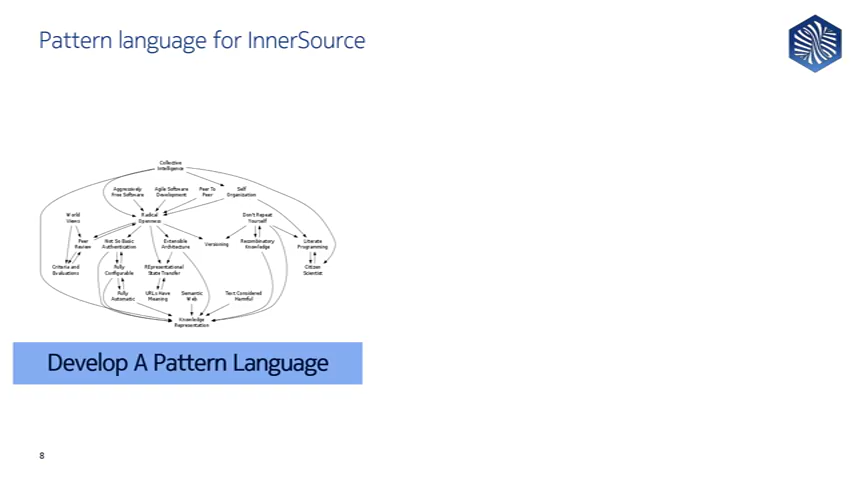 Pattern language for InnerSource
Collective
Intelligence
Aggressively
Free Software
Agile Software
Development
Peer To
Peer
Self
Organization
World
Views
Radical
Openness
Don't Repeat
Yourself
Peer
Review
Not So Basic
Authentication
Extensible
Architecture
Versioning
Recombinatory
Knowledge
Literate
Programming
Criteria and
Evaluations
Fully
Configurable
REpresentational
State Transfer
Citizen
Scientist
Fully
Automatic
URLs Have
Meaning
Semantic
Web
Text Considered
Harmful
Knowledge
Representation
Develop A Pattern Language
8